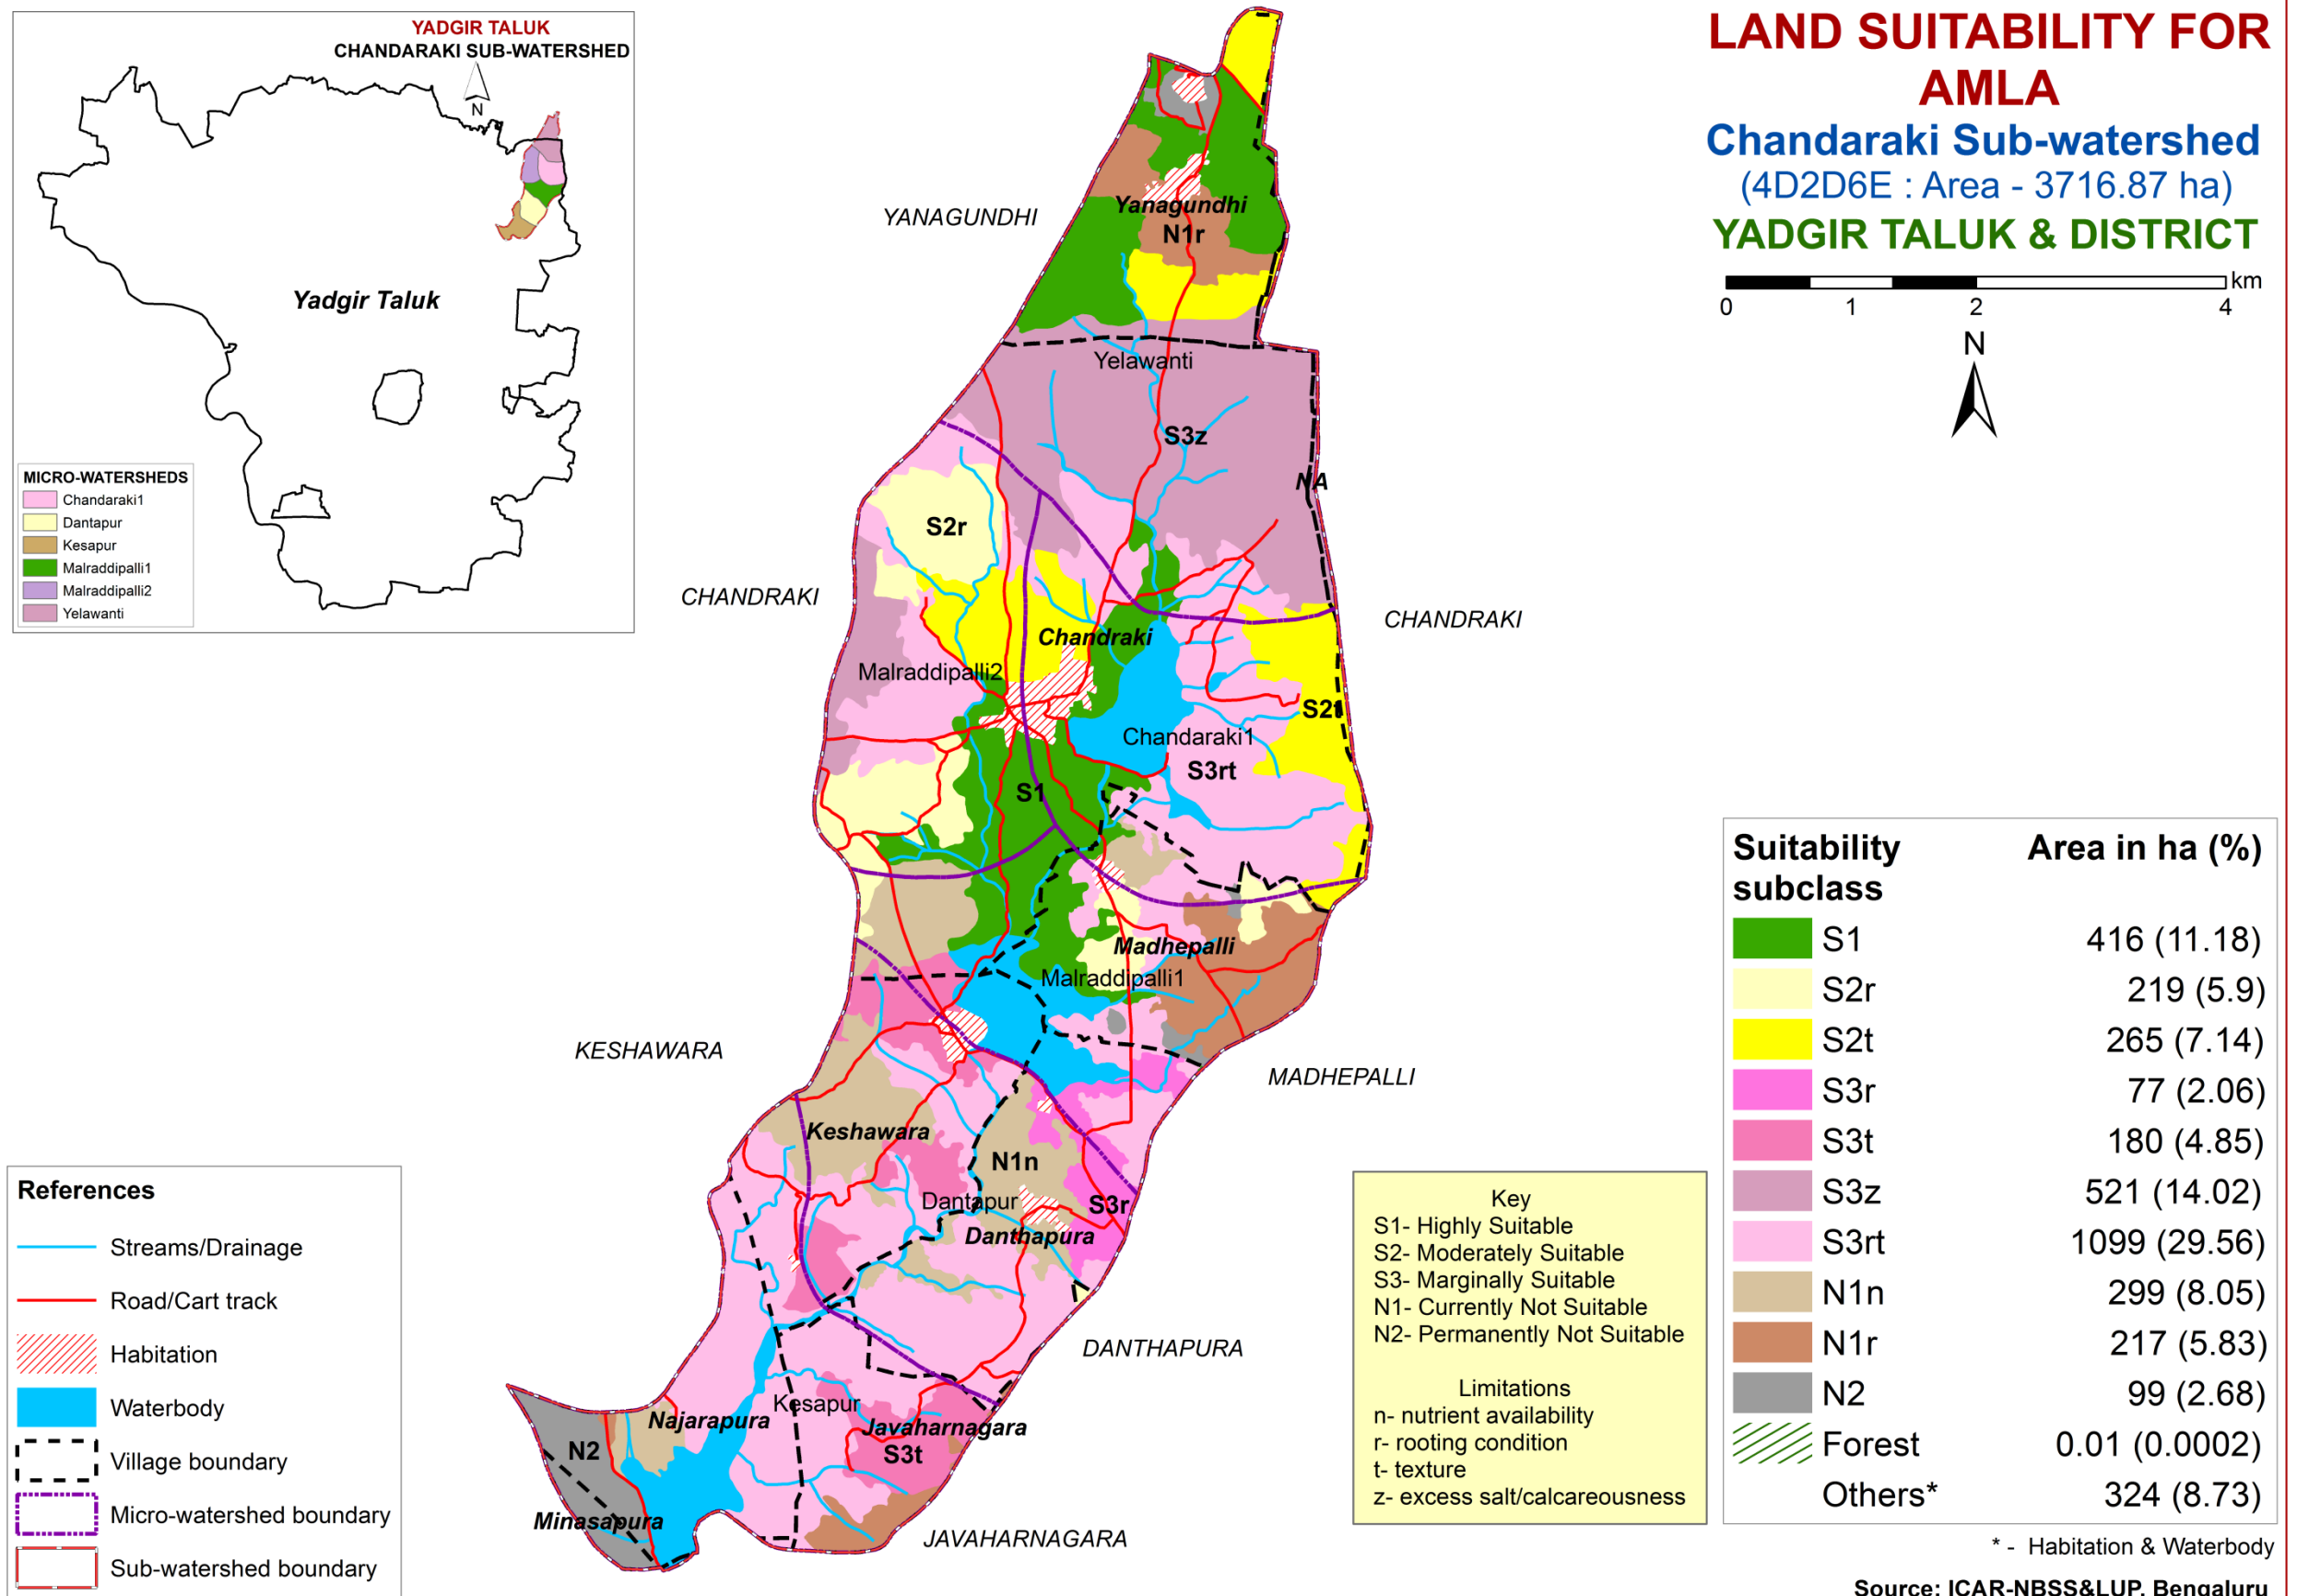 YADGIR TALUK
CHANDARAKI SUB-WATERSHED
N
Yadgir Taluk
MICRO-WATERSHEDS
Chandaraki1
Dantapur
Kesapur
Malraddipalli1
Malraddipalli2
Yelawanti
LAND SUITABILITY FOR
AMLA
Chandaraki Sub-watershed
(4D2D6E : Area - 3716.87 ha)
YADGIR TALUK & DISTRICT
km
0 1 2 4
N
YANAGUNDHI
Yanagundhi
N1r
Yelawanti
S3z
NA
S2r
CHANDRAKI
CHANDRAKI
Chandraki
Malraddipalli2
S2t
Chandaraki1
S3rt
S1
Madhepalli
Malraddipalli1
KESHAWARA
MADHEPALLI
Keshawara
N1n
Dantapur
S3r
Danthapura
DANTHAPURA
Kesapur
Najarapura
Javaharnagara
N2
S3t
Minasapura
JAVAHARNAGARA
References
Streams/Drainage
Road/Cart track
Habitation
Waterbody
Village boundary
Micro-watershed boundary
Sub-watershed boundary
Key
S1- Highly Suitable
S2- Moderately Suitable
S3- Marginally Suitable
N1- Currently Not Suitable
N2- Permanently Not Suitable
Limitations
n- nutrient availability
r- rooting condition
t- texture
z- excess salt/calcareousness
Suitability Area in ha (%)
subclass
S1 416 (11.18)
S2r 219 (5.9)
S2t 265 (7.14)
S3r 77 (2.06)
S3t 180 (4.85)
S3z 521 (14.02)
S3rt 1099 (29.56)
N1n 299 (8.05)
N1r 217 (5.83)
N2 99 (2.68)
Forest 0.01 (0.0002)
Others* 324 (8.73)
* - Habitation & Waterbody
Source: ICAR-NBSS&LUP, Bengaluru